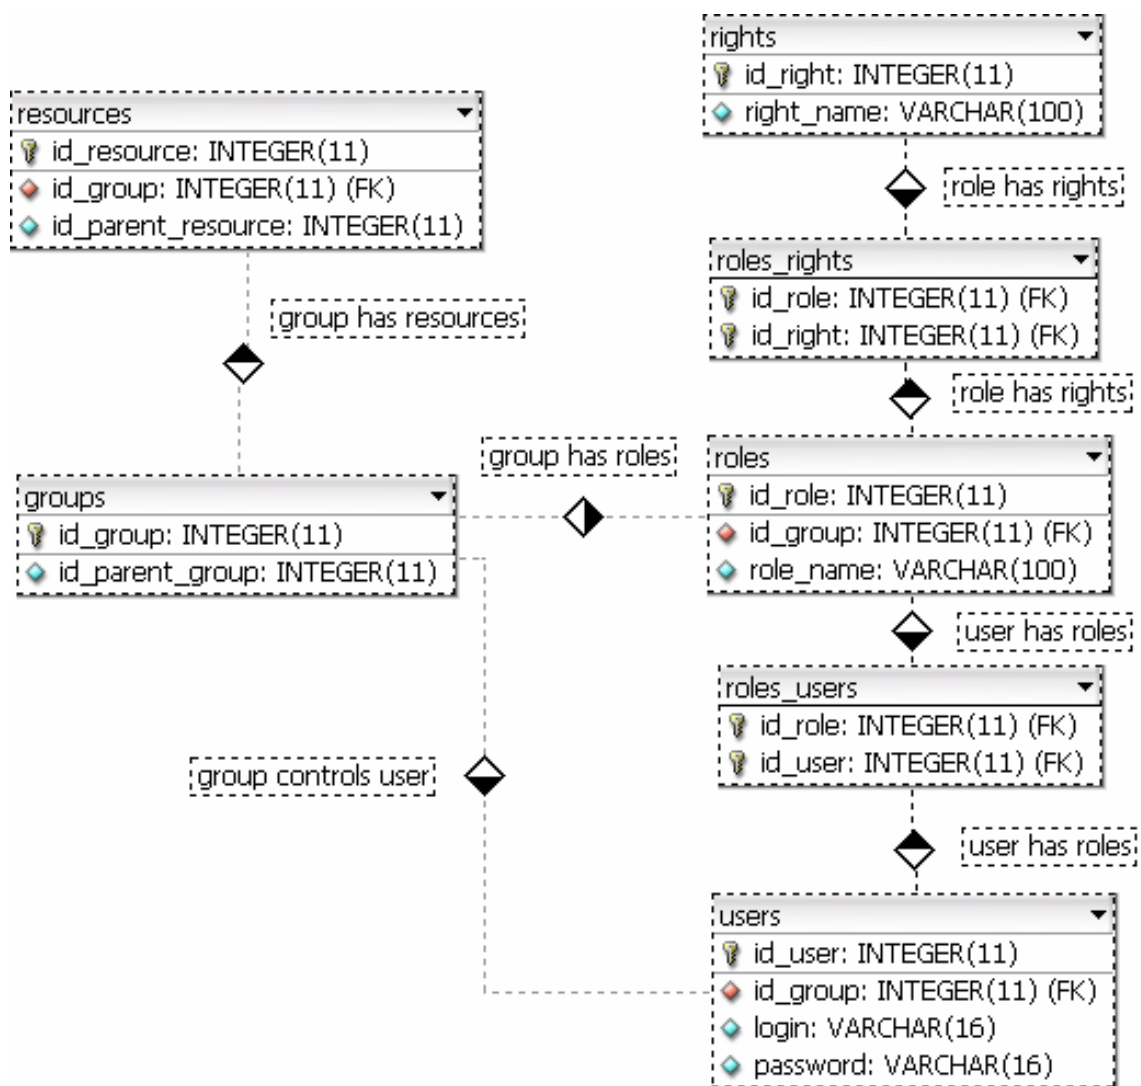 rights
id_right: INTEGER(11)
right_name: VARCHAR(100)
resources
id_resource: INTEGER(11)
id_group: INTEGER(11) (FK)
id_parent_resource: INTEGER(11)
role has rights
roles_rights
id_role: INTEGER(11) (FK)
id_right: INTEGER(11) (FK)
group has resources
role has rights
group has roles
roles
id_role: INTEGER(11)
id_group: INTEGER(11) (FK)
role_name: VARCHAR(100)
groups
id_group: INTEGER(11)
id_parent_group: INTEGER(11)
user has roles
roles_users
id_role: INTEGER(11) (FK)
id_user: INTEGER(11) (FK)
group controls user
user has roles
users
id_user: INTEGER(11)
id_group: INTEGER(11) (FK)
login: VARCHAR(16)
password: VARCHAR(16)